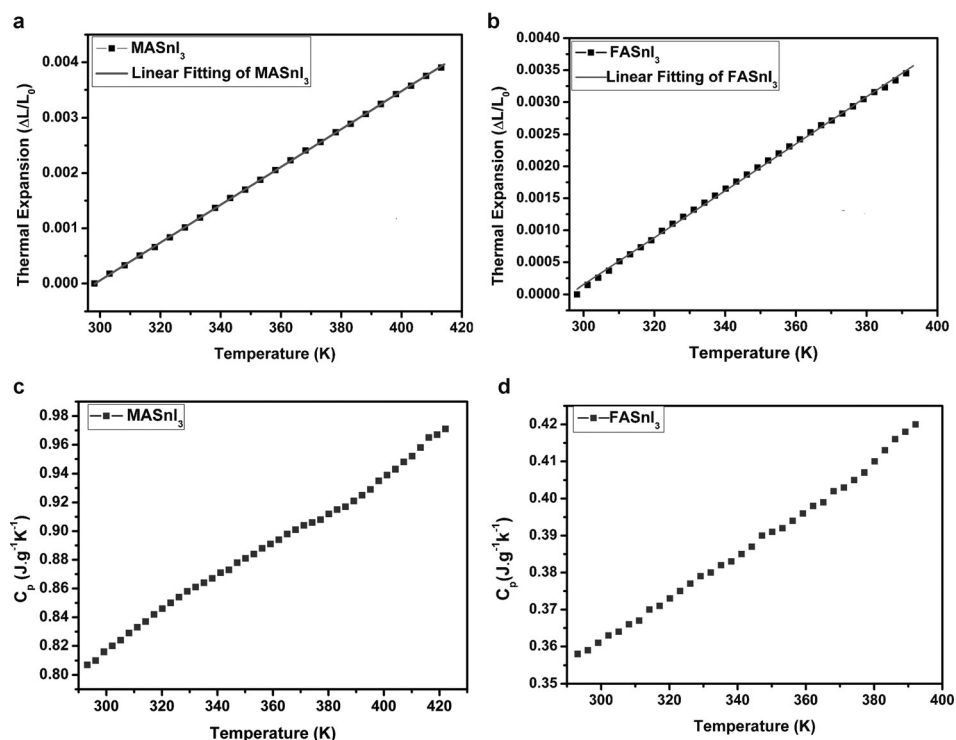 a
MASnI₃
Linear Fitting of MASnI₃
0.004
0.003
0.002
0.001
0.000
Thermal Expansion (ΔL/L₀)
300 320 340 360 380 400 420
Temperature (K)
b
FASnI₃
Linear Fitting of FASnI₃
0.0040
0.0035
0.0030
0.0025
0.0020
0.0015
0.0010
0.0005
0.0000
Thermal Expansion (ΔL/L₀)
300 320 340 360 380 400
Temperature (K)
c
MASnI₃
0.98
0.96
0.94
0.92
0.90
0.88
0.86
0.84
0.82
0.80
Cₚ (J.g⁻¹K⁻¹)
300 320 340 360 380 400 420
Temperature (K)
d
FASnI₃
0.42
0.41
0.40
0.39
0.38
0.37
0.36
0.35
Cₚ(J.g⁻¹k⁻¹)
300 320 340 360 380 400
Temperature (K)